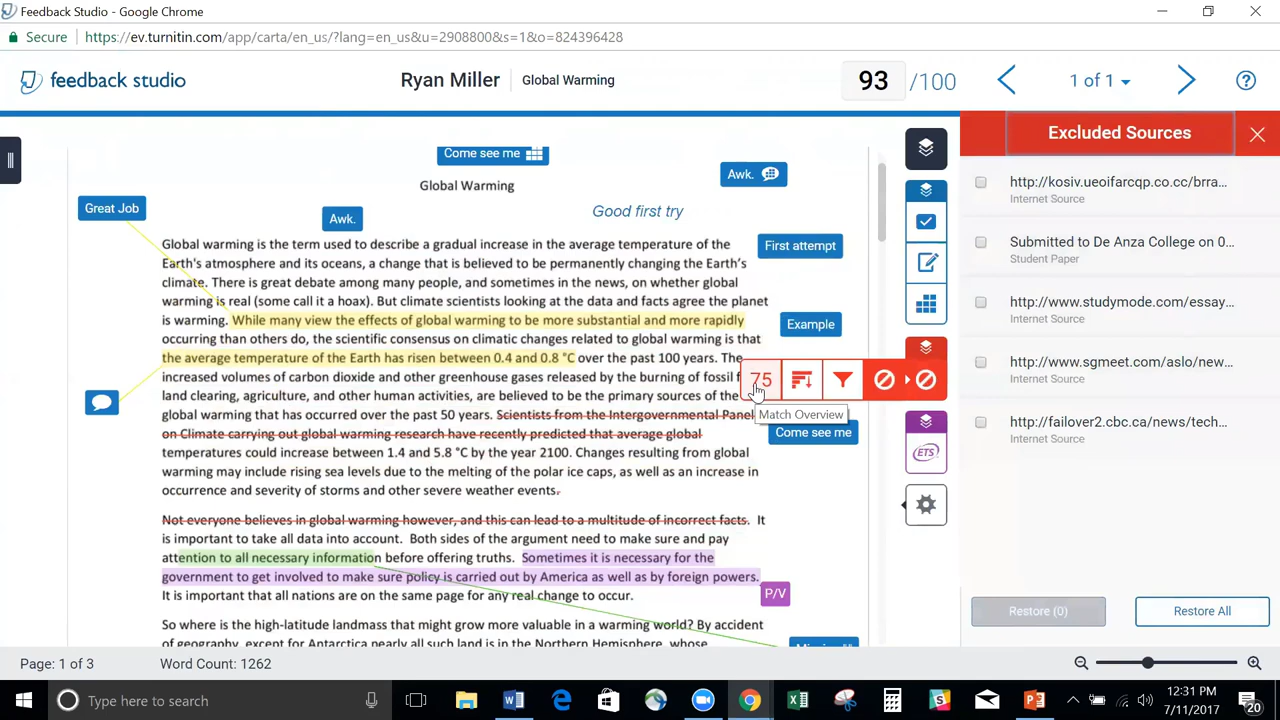 Feedback Studio - Google Chrome
Secure
https://ev.turnitin.com/app/carta/en_us/?lang=en_us&u=2908800&s=1&o=824396428
feedback studio
Ryan Miller
Global Warming
93 /100
1 of 1
?
Excluded Sources
Come see me
Global Warming
Awk.
Good first try
Great Job
Awk.
First attempt
Example
Global warming is the term used to describe a gradual increase in the average temperature of the
Earth's atmosphere and its oceans, a change that is believed to be permanently changing the Earth's
climate. There is great debate among many people, and sometimes in the news, on whether global
warming is real (some call it a hoax). But climate scientists looking at the data and facts agree the planet
is warming. While many view the effects of global warming to be more substantial and more rapidly
occurring than others do, the scientific consensus on climatic changes related to global warming is that
the average temperature of the Earth has risen between 0.4 and 0.8 °C over the past 100 years. The
increased volumes of carbon dioxide and other greenhouse gases released by the burning of fossil
land clearing, agriculture, and other human activities, are believed to be the primary sources of the
global warming that has occurred over the past 50 years. Scientists from the Intergovernmental Panel
on Climate carrying out global warming research have recently predicted that average global
temperatures could increase between 1.4 and 5.8 °C by the year 2100. Changes resulting from global
warming may include rising sea levels due to the melting of the polar ice caps, as well as an increase in
occurrence and severity of storms and other severe weather events.
Not everyone believes in global warming however, and this can lead to a multitude of incorrect facts. It
is important to take all data into account. Both sides of the argument need to make sure and pay
attention to all necessary information before offering truths. Sometimes it is necessary for the
government to get involved to make sure policy is carried out by America as well as by foreign powers.
It is important that all nations are on the same page for any real change to occur.
So where is the high-latitude landmass that might grow more valuable in a warming world? By accident
of geography, except for Antarctica nearly all such land is in the Northern Hemisphere, whose
75
Match Overview
Come see me
P/V
ETS
http://kosiv.ueoifarcqp.co.cc/brra...
Internet Source
Submitted to De Anza College on 0...
Student Paper
http://www.studymode.com/essay...
Internet Source
http://www.sgmeet.com/aslo/new...
Internet Source
http://failover2.cbc.ca/news/tech...
Internet Source
Restore (0)
Restore All
Page: 1 of 3
Word Count: 1262
Type here to search
12:31 PM
7/11/2017
20